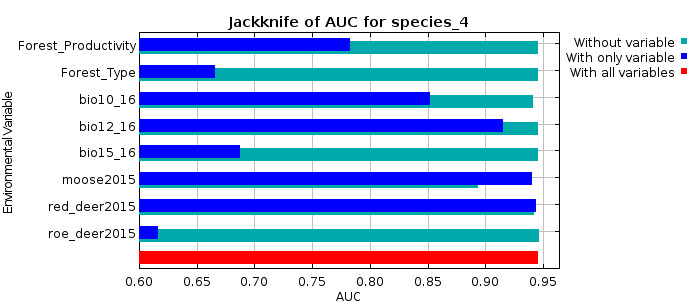 Jackknife of AUC for species_4
Forest_Productivity
Forest_Type
bio10_16
bio12_16
bio15_16
moose2015
red_deer2015
roe_deer2015
Environmental Variable
0.60 0.65 0.70 0.75 0.80 0.85 0.90 0.95
AUC
Without variable
With only variable
With all variables